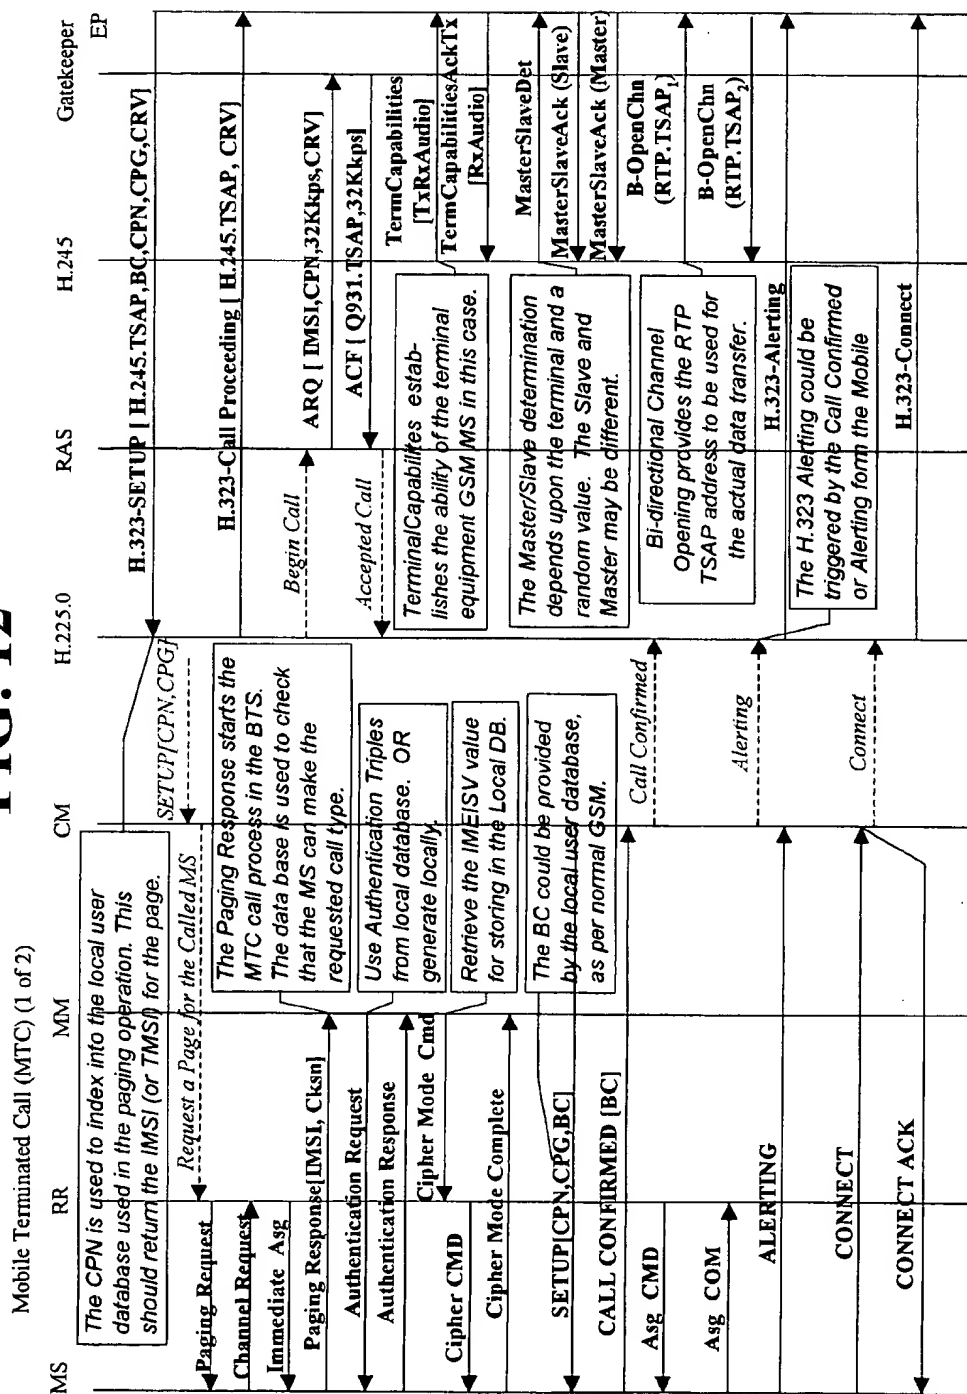 FIG. 12
Mobile Terminated Call (MTC) (1 of 2)
MS
RR
MM
CM
H.225.0
RAS
H.245
Gatekeeper
EP
The CPN is used to index into the local user
database used in the paging operation. This
should return the IMSI (or TMSI) for the page.
H.323-SETUP [ H.245.TSAP,BC,CPN,CPG,CRV]
SETUP[CPN,CPG]
Request a Page for the Called MS
Paging Request
Channel Request
Immediate Asg
H.323-Call Proceeding [ H.245.TSAP, CRV]
The Paging Response starts the
MTC call process in the BTS.
The data base is used to check
that the MS can make the
requested call type.
Begin Call
ARQ [ IMSI,CPN,32Kkps,CRV]
Paging Response[IMSI, Cksn]
ACF [ Q931.TSAP,32Kkps]
Accepted Call
Authentication Request
Authentication Response
Use Authentication Triples
from local database. OR
generate locally.
TermCapabilities
[TxRxAudio]
TermCapabilitiesAckTx
[RxAudio]
TerminalCapabilites estab-
lishes the ability of the terminal
equipment GSM MS in this case.
Cipher Mode Cmd
Cipher CMD
Cipher Mode Complete
Retrieve the IMEISV value
for storing in the Local DB.
MasterSlaveDet
MasterSlaveAck (Slave)
MasterSlaveAck (Master)
The Master/Slave determination
depends upon the terminal and a
random value. The Slave and
Master may be different.
The BC could be provided
by the local user database,
as per normal GSM.
SETUP[CPN,CPG,BC]
CALL CONFIRMED [BC]
Call Confirmed
B-OpenChn
(RTP.TSAP1)
B-OpenChn
(RTP.TSAP2)
Bi-directional Channel
Opening provides the RTP
TSAP address to be used for
the actual data transfer.
Asg CMD
Asg COM
ALERTING
Alerting
H.323-Alerting
The H.323 Alerting could be
triggered by the Call Confirmed
or Alerting form the Mobile
CONNECT
Connect
H.323-Connect
CONNECT ACK